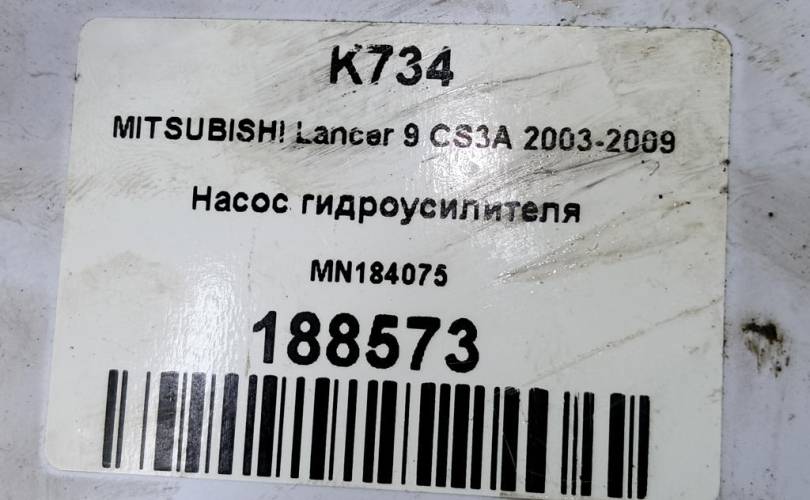 K734
MITSUBISHI Lancer 9 CS3A 2003-2009
Насос гидроусилителя
MN184075
188573